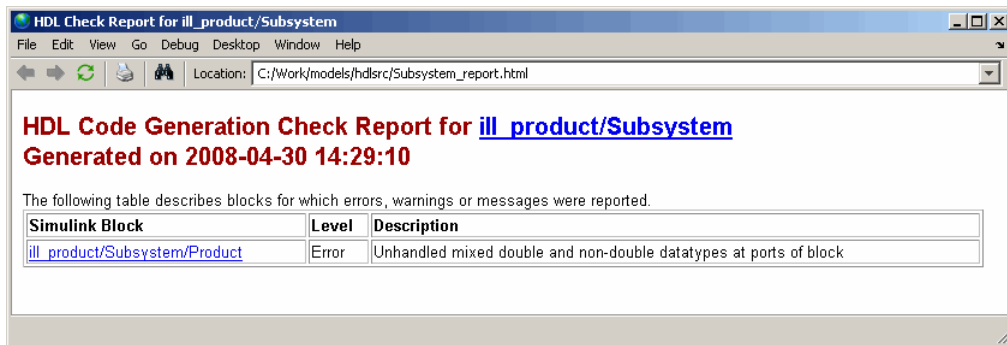 HDL Check Report for ill_product/Subsystem
File Edit View Go Debug Desktop Window Help
Location: C:/Work/models/hdlsrc/Subsystem_report.html
HDL Code Generation Check Report for ill_product/Subsystem
Generated on 2008-04-30 14:29:10
The following table describes blocks for which errors, warnings or messages were reported.
Simulink Block Level Description
ill_product/Subsystem/Product Error Unhandled mixed double and non-double datatypes at ports of block